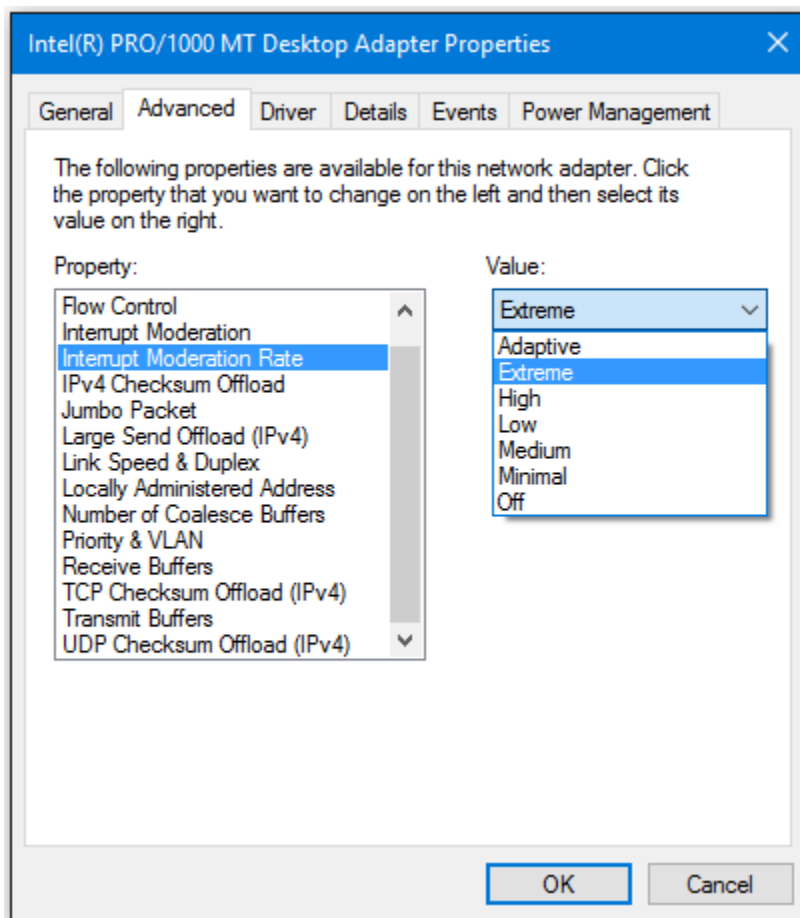 Intel(R) PRO/1000 MT Desktop Adapter Properties
General Advanced Driver Details Events Power Management
The following properties are available for this network adapter. Click
the property that you want to change on the left and then select its
value on the right.
Property:
Flow Control
Interrupt Moderation
Interrupt Moderation Rate
IPv4 Checksum Offload
Jumbo Packet
Large Send Offload (IPv4)
Link Speed & Duplex
Locally Administered Address
Number of Coalesce Buffers
Priority & VLAN
Receive Buffers
TCP Checksum Offload (IPv4)
Transmit Buffers
UDP Checksum Offload (IPv4)
Value:
Extreme
Adaptive
Extreme
High
Low
Medium
Minimal
Off
OK Cancel